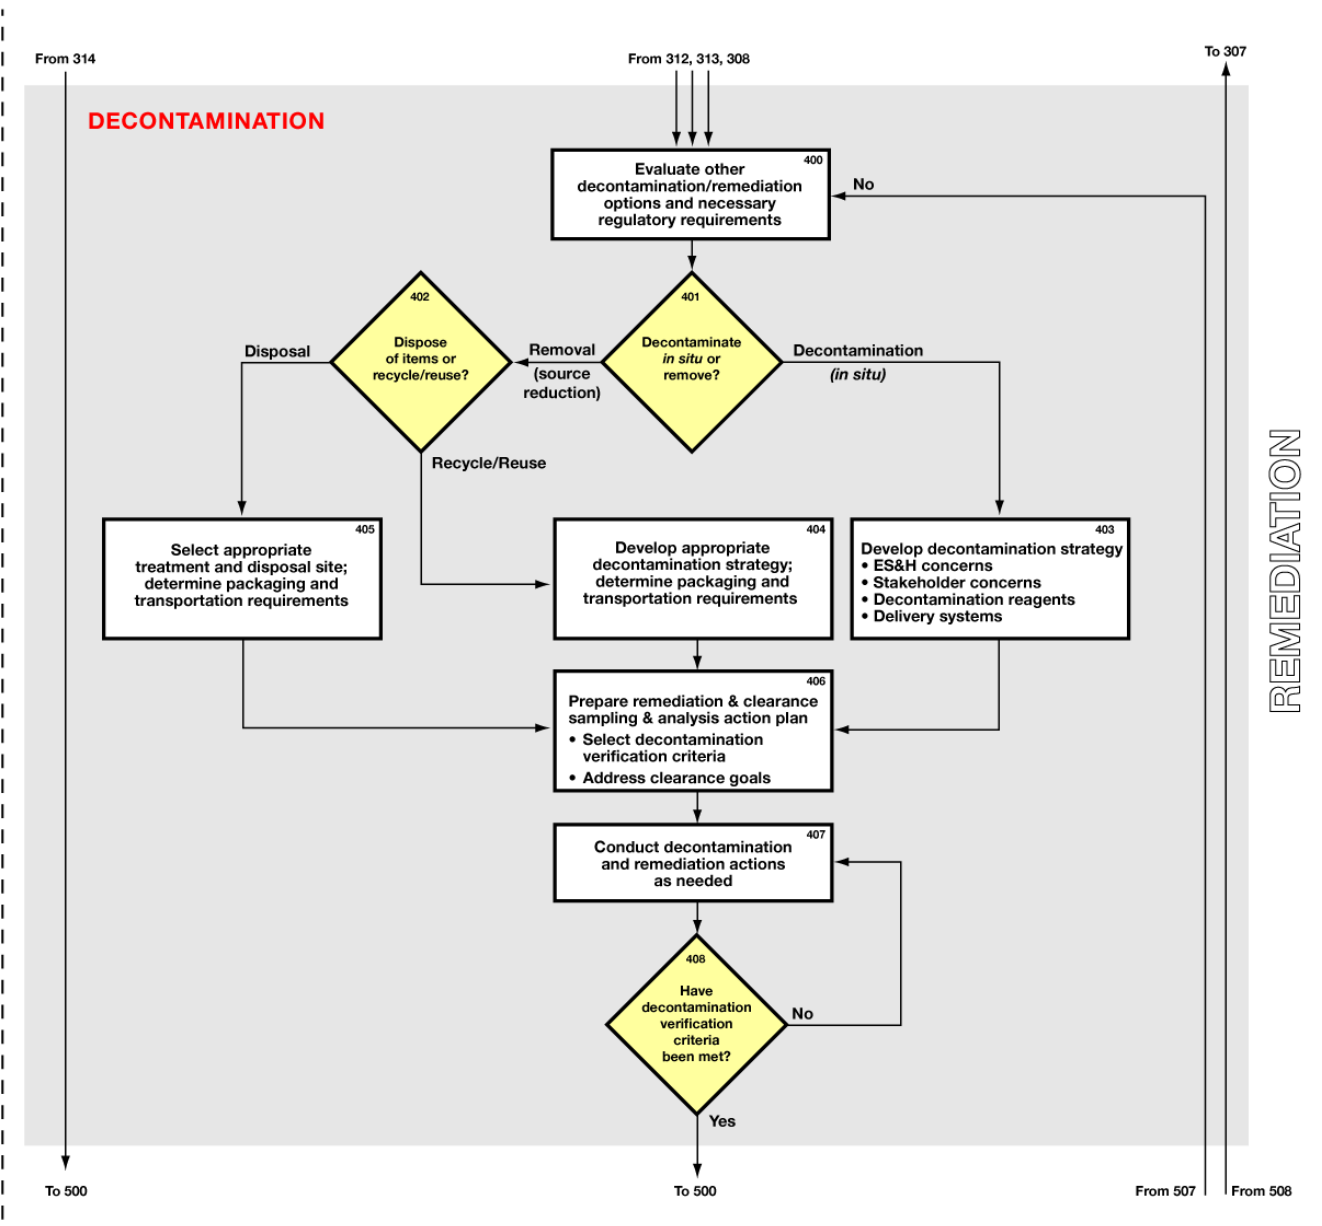 From 314
From 312, 313, 308
To 307
DECONTAMINATION
400
Evaluate other
decontamination/remediation
options and necessary
regulatory requirements
No
402
Dispose
of items or
recycle/reuse?
401
Decontaminate
in situ or
remove?
Disposal
Removal
(source
reduction)
Decontamination
(in situ)
Recycle/Reuse
405
Select appropriate
treatment and disposal site;
determine packaging and
transportation requirements
404
Develop appropriate
decontamination strategy;
determine packaging and
transportation requirements
403
Develop decontamination strategy
• ES&H concerns
• Stakeholder concerns
• Decontamination reagents
• Delivery systems
406
Prepare remediation & clearance
sampling & analysis action plan
• Select decontamination
verification criteria
• Address clearance goals
407
Conduct decontamination
and remediation actions
as needed
408
Have
decontamination
verification
criteria
been met?
No
Yes
To 500
To 500
From 507
From 508
REMEDIATION